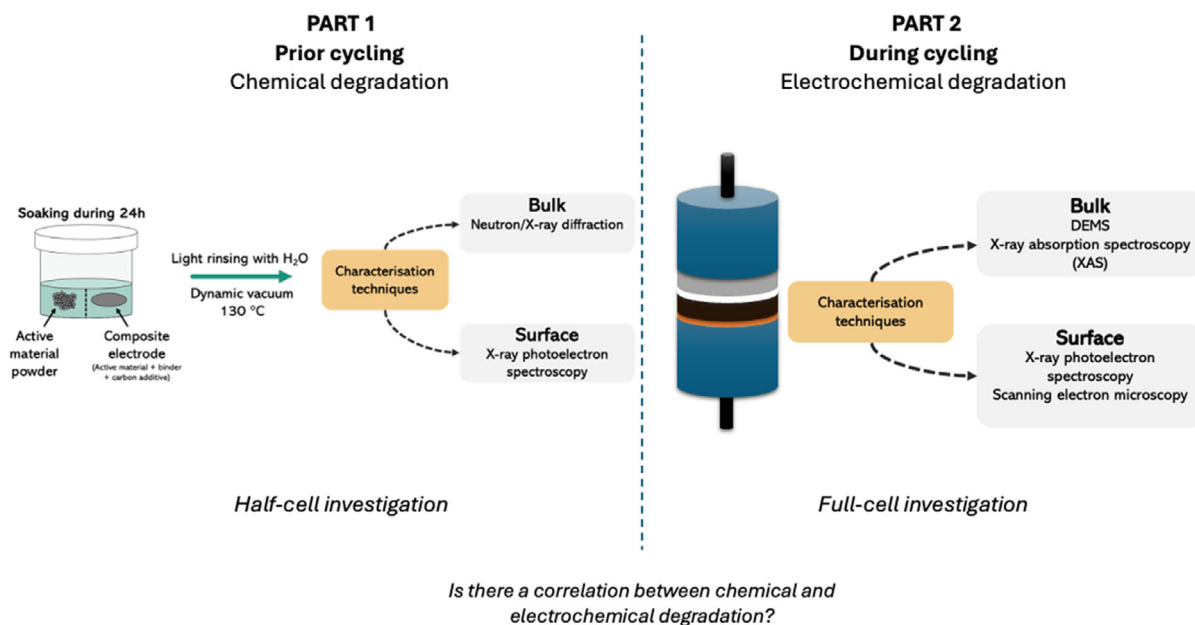 PART 1
Prior cycling
Chemical degradation
Soaking during 24h
Active
material
powder
Composite
electrode
(Active material + binder
+ carbon additive)
Light rinsing with H₂O
Dynamic vacuum
130 °C
Characterisation
techniques
Bulk
Neutron/X-ray diffraction
Surface
X-ray photoelectron
spectroscopy
Half-cell investigation
PART 2
During cycling
Electrochemical degradation
Characterisation
techniques
Bulk
DEMS
X-ray absorption spectroscopy
(XAS)
Surface
X-ray photoelectron
spectroscopy
Scanning electron microscopy
Full-cell investigation
Is there a correlation between chemical and
electrochemical degradation?